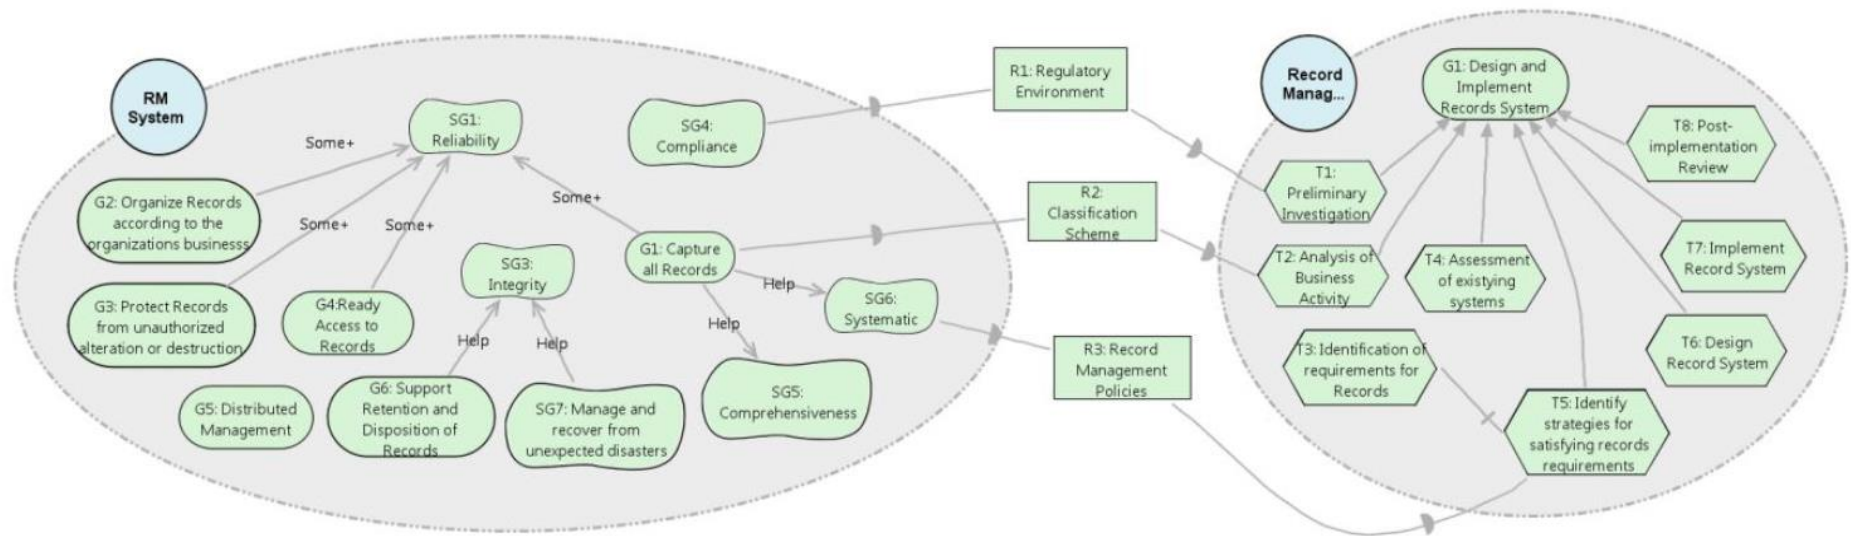 RM
System
SG1:
Reliability
SG4:
Compliance
Some+
G2: Organize Records
according to the
organizations businesss
Some+
Some+
Some+
G3: Protect Records
from unauthorized
alteration or destruction
G4:Ready
Access to
Records
SG3:
Integrity
G1: Capture
all Records
Help
SG6:
Systematic
Help
Help
Help
G5: Distributed
Management
G6: Support
Retention and
Disposition of
Records
SG7: Manage and
recover from
unexpected disasters
SG5:
Comprehensiveness
R1: Regulatory
Environment
R2:
Classification
Scheme
R3: Record
Management
Policies
Record
Manag...
G1: Design and
Implement
Records System
T8: Post-
implementation
Review
T1:
Preliminary
Investigation
T2: Analysis of
Business
Activity
T4: Assessment
of existying
systems
T7: Implement
Record System
T3: Identification of
requirements for
Records
T6: Design
Record System
T5: Identify
strategies for
satisfying records
requirements